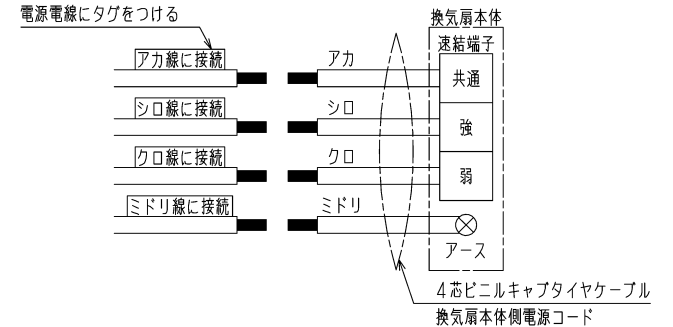 電源電線にタグをつける
換気扇本体
速結端子
アカ線に接続
アカ
共通
シロ線に接続
シロ
強
クロ線に接続
クロ
弱
ミドリ線に接続
ミドリ
アース
4芯ビニルキャブタイヤケーブル
換気扇本体側電源コード